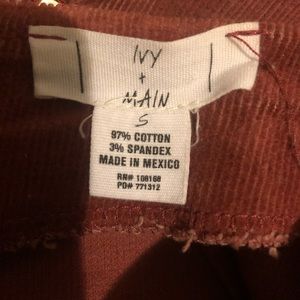 IVY
+
MAIN
S
97% COTTON
3% SPANDEX
MADE IN MEXICO
RN# 108168
PO# 771312